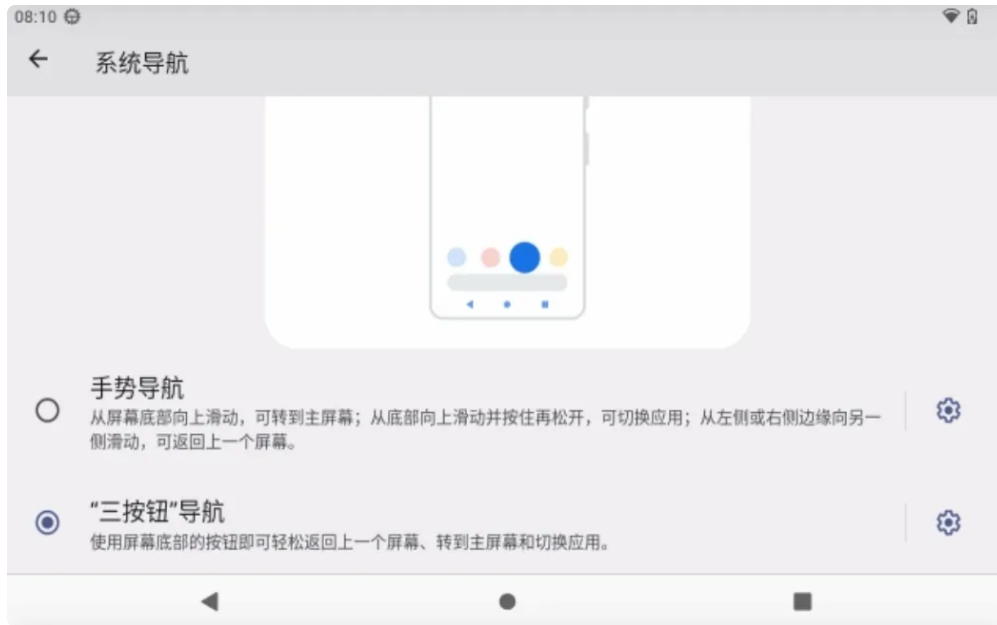 08:10
系统导航
手势导航
从屏幕底部向上滑动，可转到主屏幕；从底部向上滑动并按住再松开，可切换应用；从左侧或右侧边缘向另一
侧滑动，可返回上一个屏幕。
“三按钮”导航
使用屏幕底部的按钮即可轻松返回上一个屏幕、转到主屏幕和切换应用。